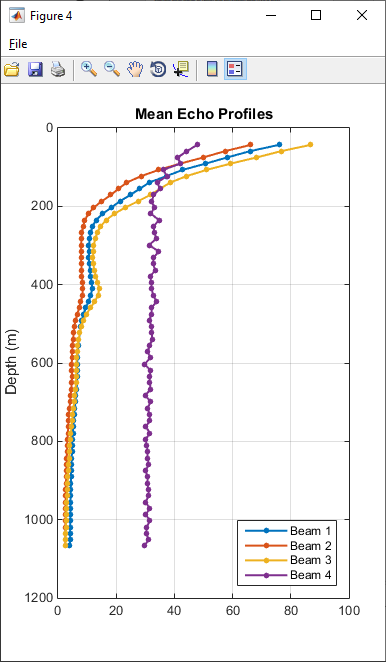 Figure 4
File
Mean Echo Profiles
0
200
400
600
800
1000
1200
Depth (m)
0 20 40 60 80 100
Beam 1
Beam 2
Beam 3
Beam 4